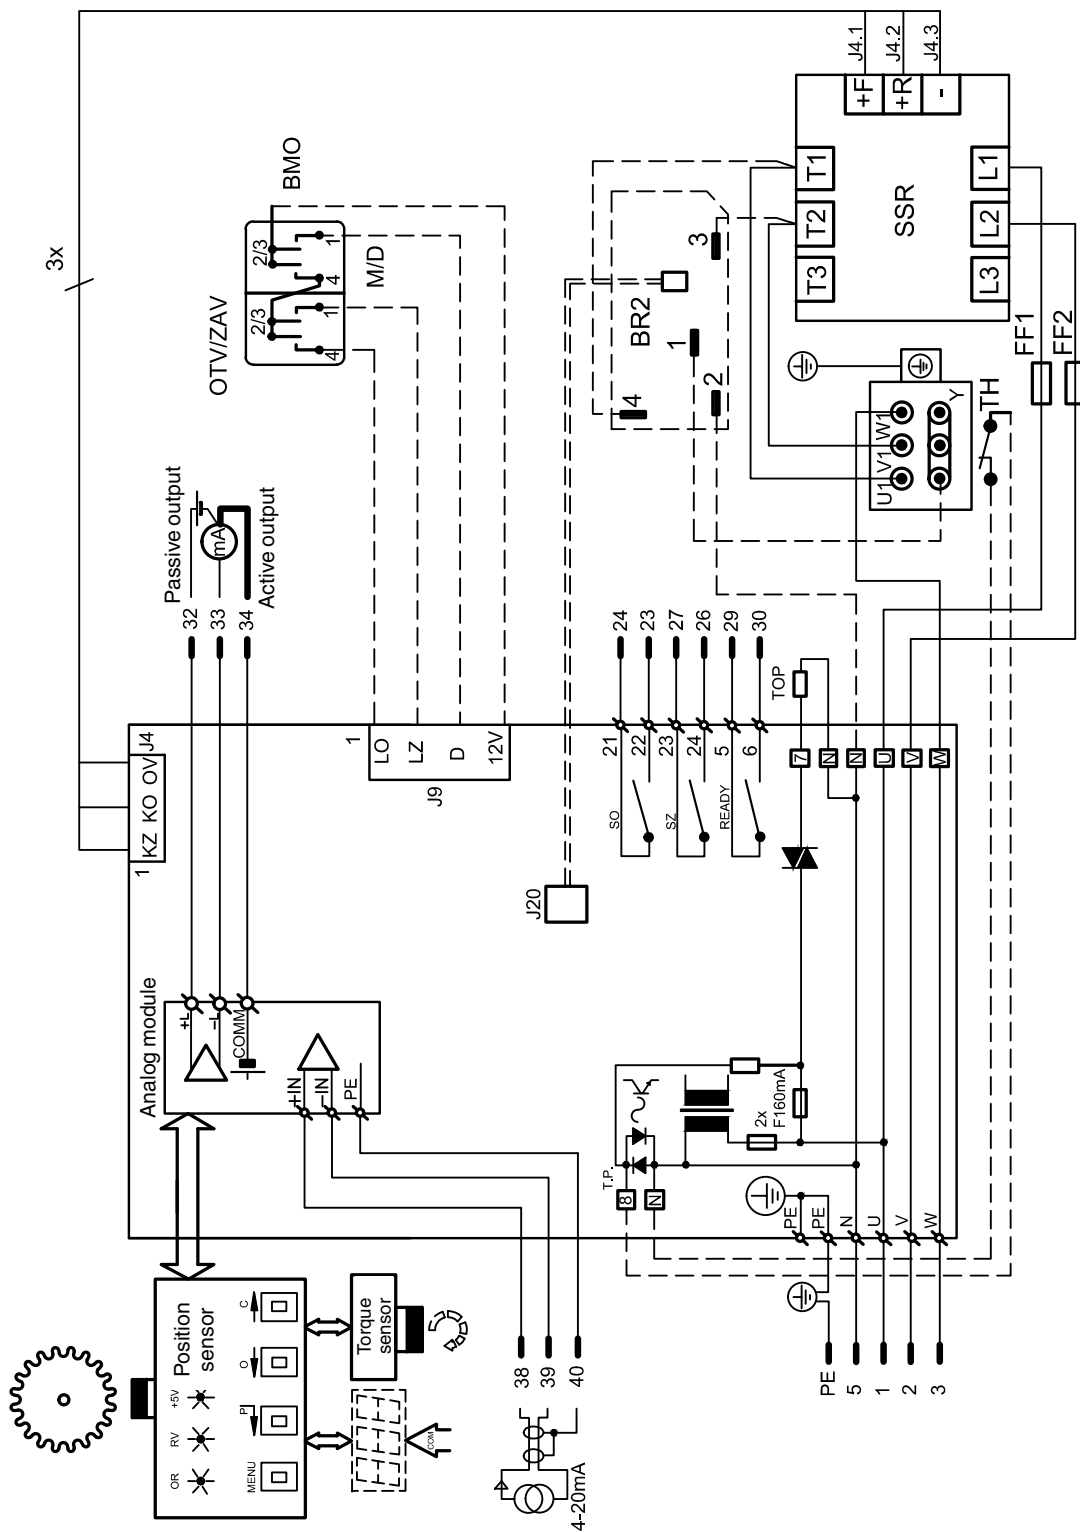 3x
J4.1
J4.2
J4.3
+F
+R
-
T1
T2
T3
SSR
L1
L2
L3
FF1
FF2
BMO
OTV/ZAV
M/D
2/3
1
4
2/3
1
4
BR2
1
2
3
4
U1
V1
W1
Y
TH
Passive output
32
33
34
mA
Active output
J4
1
KZ
KO
OV
J9
1
LO
LZ
D
12V
24
23
27
26
29
30
21
22
23
24
5
6
SO
SZ
READY
TOP
7
N
N
U
V
W
J20
Analog module
+L
–L
COMM
+IN
–IN
PE
T.P.
8
N
2x
F160mA
PE
PE
N
U
V
W
Position
sensor
OR
RV
+5V
MENU
P
O
C
Torque
sensor
COM
38
39
40
4-20mA
PE
5
1
2
3